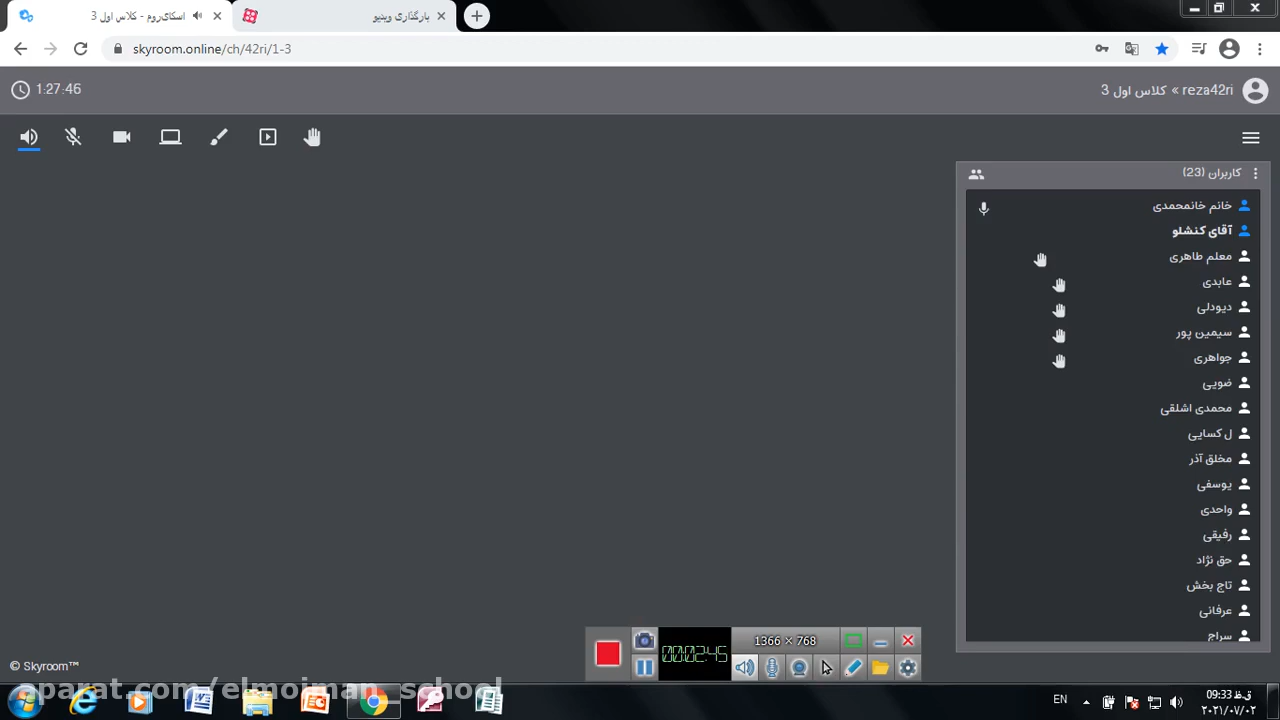 اسکای‌روم - کلاس اول 3
بارگذاری ویدیو
skyroom.online/ch/42ri/1-3
1:27:46
reza42ri » کلاس اول 3
کاربران (23)
خانم خانمحمدی
آقای کنشلو
معلم طاهری
عابدی
دیودلی
سیمین پور
جواهری
ضویی
محمدی اشلقی
ل کسایی
مخلق آذر
یوسفی
واحدی
رفیقی
حق نژاد
تاج بخش
عرفانی
سراج
1366 × 768
00:02:45
© Skyroom™
aparat.com/elmoiman_school
EN
09:33 ق.ظ
۲۰۲۱/۰۷/۰۲